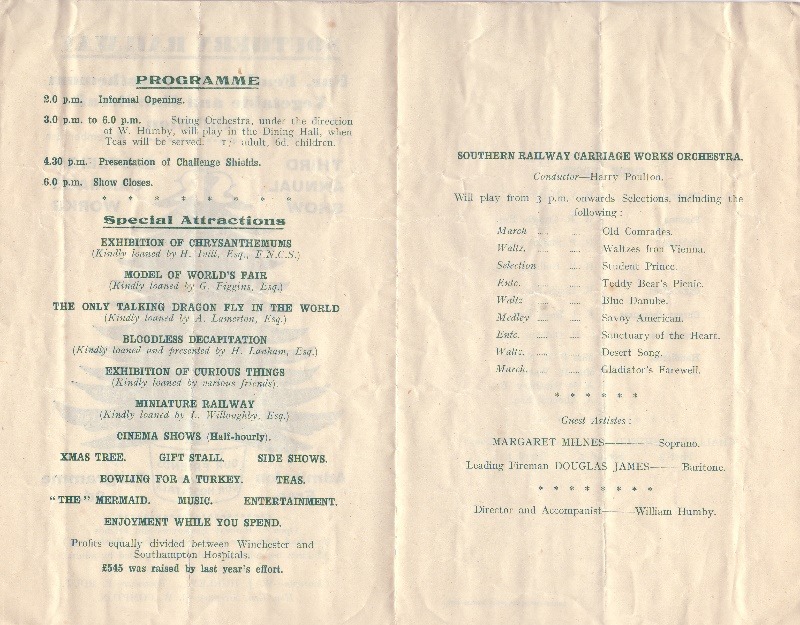 PROGRAMME
2.0 p.m. Informal Opening.
3.0 p.m. to 6.0 p.m. String Orchestra, under the direction
of W. Humby, will play in the Dining Hall, when
Teas will be served. 1/- adult, 6d. children.
4.30 p.m. Presentation of Challenge Shields.
6.0 p.m. Show Closes.
* * * * * * *
Special Attractions
EXHIBITION OF CHRYSANTHEMUMS
(Kindly loaned by H. Esq., F.N.C.S.)
MODEL OF WORLD'S FAIR
(Kindly loaned by G. Figgins, Esq.)
THE ONLY TALKING DRAGON FLY IN THE WORLD
(Kindly loaned by A. Lamerton, Esq.)
BLOODLESS DECAPITATION
(Kindly loaned and presented by H. Lanham, Esq.)
EXHIBITION OF CURIOUS THINGS
(Kindly loaned by various friends).
MINIATURE RAILWAY
(Kindly loaned by L. Willoughby, Esq.)
CINEMA SHOWS (Half-hourly).
XMAS TREE. GIFT STALL. SIDE SHOWS.
BOWLING FOR A TURKEY. TEAS.
"THE" MERMAID. MUSIC. ENTERTAINMENT.
ENJOYMENT WHILE YOU SPEND.
Profits equally divided between Winchester and
Southampton Hospitals.
£545 was raised by last year's effort.
SOUTHERN RAILWAY CARRIAGE WORKS ORCHESTRA.
Conductor—Harry Poulton.
Will play from 3 p.m. onwards Selections, including the
following :
March ..... ..... Old Comrades.
Waltz. ..... ..... Waltzes from Vienna.
Selection ..... Student Prince.
Ente. ..... ..... Teddy Bear's Picnic.
Waltz ..... ..... Blue Danube.
Medley ..... ..... Savoy American.
Ente. ..... ..... Sanctuary of the Heart.
Waltz. ..... ..... Desert Song.
March. ..... ..... Gladiator's Farewell.
* * * * * *
Guest Artistes :
MARGARET MILNES——— Soprano.
Leading Fireman DOUGLAS JAMES—— Baritone.
* * * * * * * *
Director and Accompanist———William Humby.